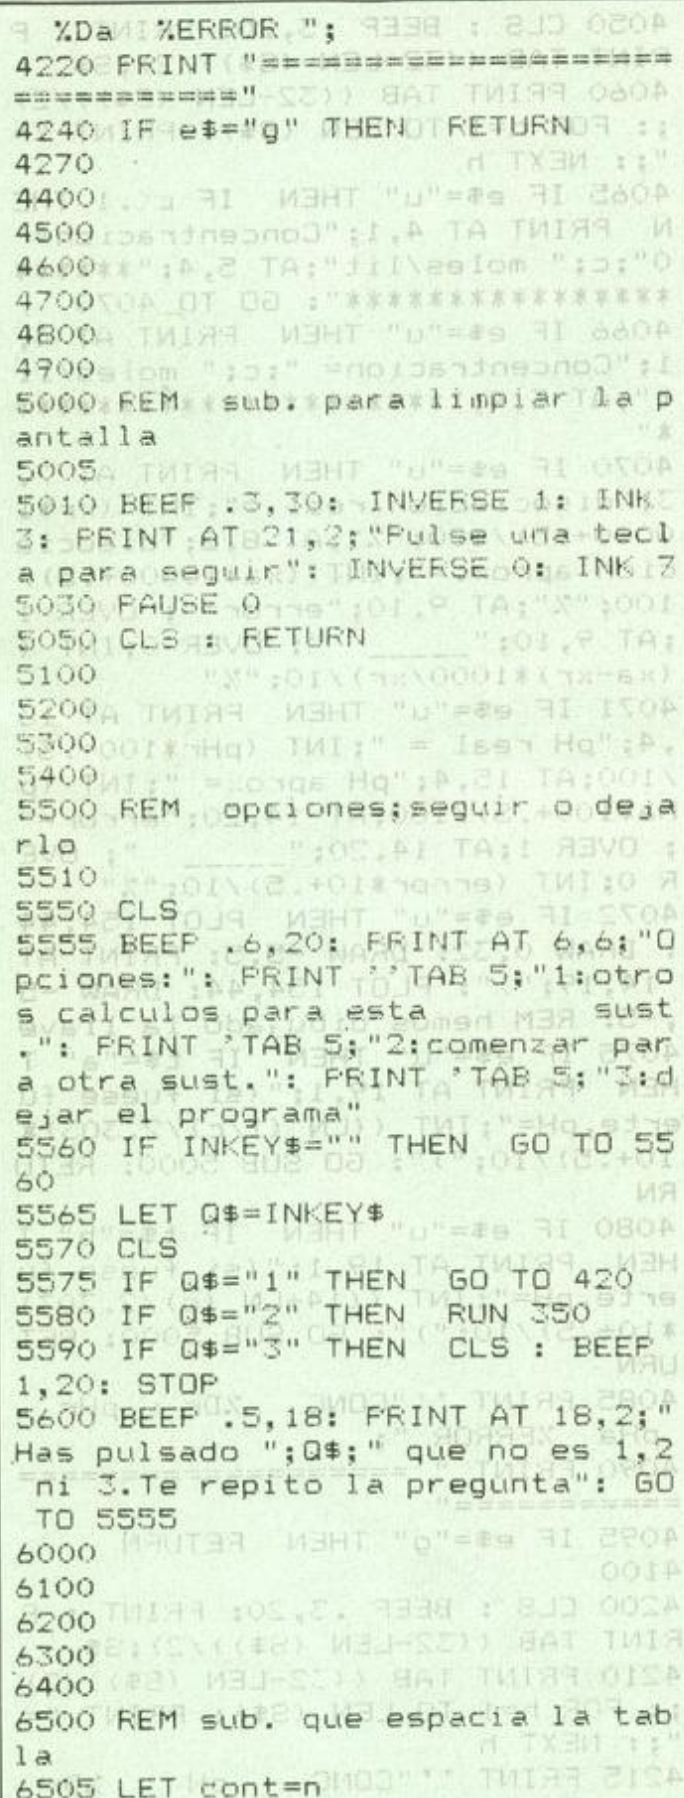 %Da  %ERROR ";
4220 PRINT "====================
============"
4240 IF e$="g" THEN  RETURN
4270
4400
4500
4600
4700
4800
4900
5000 REM  sub. para limpiar la p
antalla
5005
5010 BEEP .3,30: INVERSE 1: INK
3: PRINT AT 21,2;"Pulse una tecl
a para seguir": INVERSE 0: INK 7
5030 PAUSE 0
5050 CLS : RETURN
5100
5200
5300
5400
5500 REM  opciones;seguir o deja
rlo
5510
5550 CLS
5555 BEEP .6,20: PRINT AT 6,6;"O
pciones:": PRINT ''TAB 5;"1:otro
s calculos para esta      sust
.": PRINT 'TAB 5;"2:comenzar par
a otra sust.": PRINT 'TAB 5;"3:d
ejar el programa"
5560 IF INKEY$="" THEN  GO TO 55
60
5565 LET Q$=INKEY$
5570 CLS
5575 IF Q$="1" THEN  GO TO 420
5580 IF Q$="2" THEN  RUN 350
5590 IF Q$="3" THEN  CLS : BEEP
1,20: STOP
5600 BEEP .5,18: PRINT AT 18,2;"
Has pulsado ";Q$;" que no es 1,2
ni 3.Te repito la pregunta": GO
TO 5555
6000
6100
6200
6300
6400
6500 REM sub. que espacia la tab
la
6505 LET cont=n